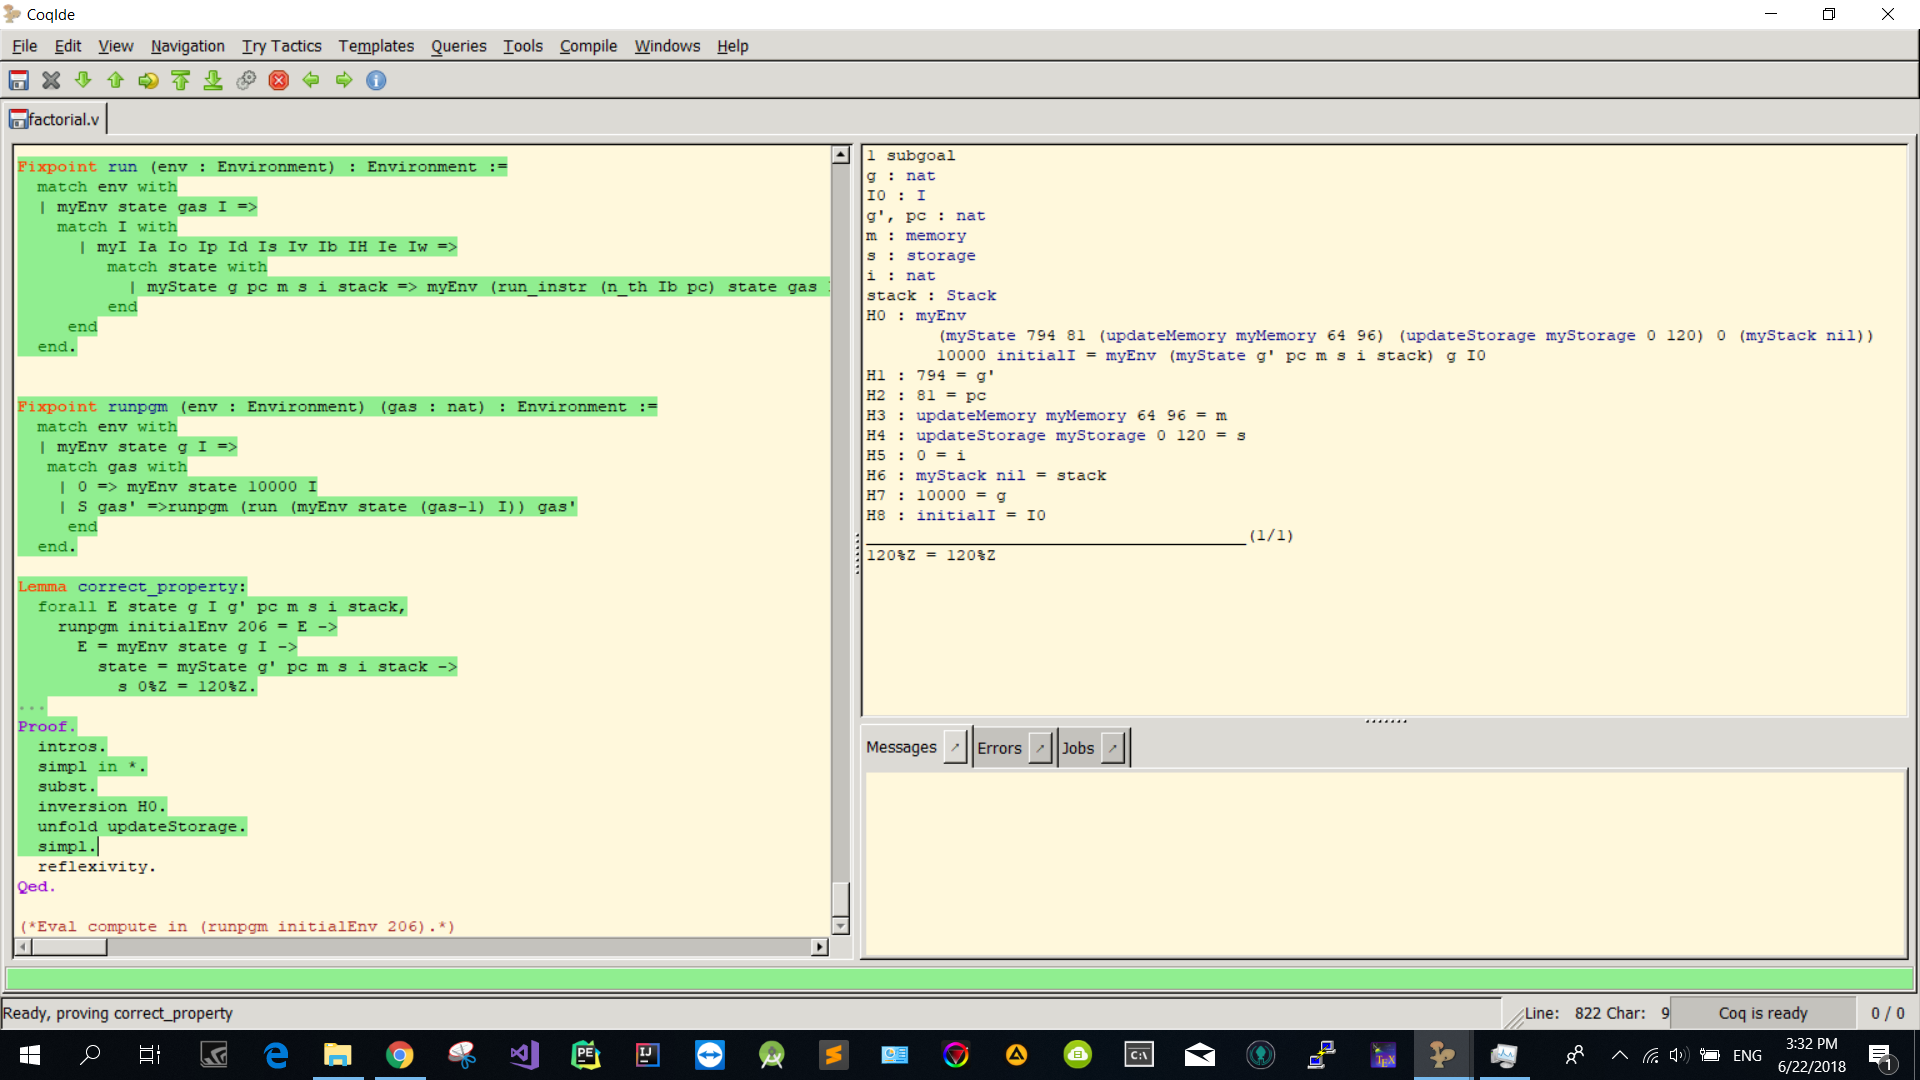 CoqIde
File Edit View Navigation Try Tactics Templates Queries Tools Compile Windows Help
factorial.v
Fixpoint run (env : Environment) : Environment :=
match env with
| myEnv state gas I =>
match I with
| myI Ia Io Ip Id Is Iv Ib IH Ie Iw =>
match state with
| myState g pc m s i stack => myEnv (run_instr (n_th Ib pc) state gas
end
end
end.
Fixpoint runpgm (env : Environment) (gas : nat) : Environment :=
match env with
| myEnv state g I =>
match gas with
| 0 => myEnv state 10000 I
| S gas' =>runpgm (run (myEnv state (gas-1) I)) gas'
end
end.
Lemma correct_property:
forall E state g I g' pc m s i stack,
runpgm initialEnv 206 = E ->
E = myEnv state g I ->
state = myState g' pc m s i stack ->
s 0%Z = 120%Z.
...
Proof.
intros.
simpl in *.
subst.
inversion H0.
unfold updateStorage.
simpl.
reflexivity.
Qed.
(*Eval compute in (runpgm initialEnv 206).*)
1 subgoal
g : nat
I0 : I
g', pc : nat
m : memory
s : storage
i : nat
stack : Stack
H0 : myEnv
(myState 794 81 (updateMemory myMemory 64 96) (updateStorage myStorage 0 120) 0 (myStack nil))
10000 initialI = myEnv (myState g' pc m s i stack) g I0
H1 : 794 = g'
H2 : 81 = pc
H3 : updateMemory myMemory 64 96 = m
H4 : updateStorage myStorage 0 120 = s
H5 : 0 = i
H6 : myStack nil = stack
H7 : 10000 = g
H8 : initialI = I0
(1/1)
120%Z = 120%Z
Messages Errors Jobs
Ready, proving correct_property
Line: 822 Char: 9
Coq is ready
0 / 0
PE
IJ
C:\
TEX
ENG
3:32 PM
6/22/2018
1